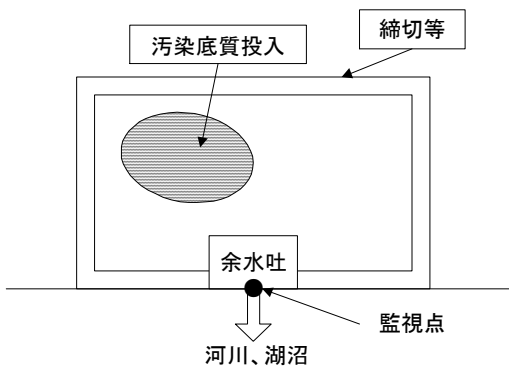 締切等
汚染底質投入
余水吐
監視点
河川、湖沼